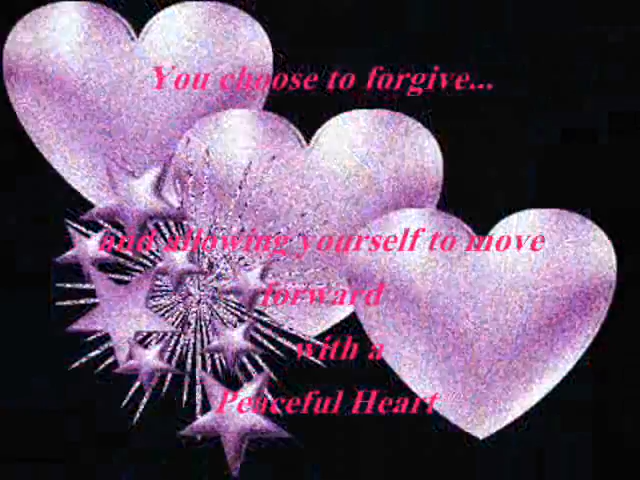 You choose to forgive...
and allowing yourself to move
forward
with a
Peaceful Heart